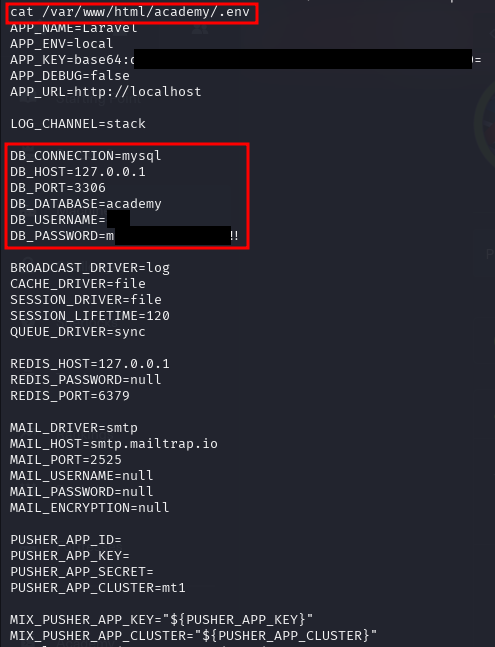 cat /var/www/html/academy/.env
APP_NAME=Laravel
APP_ENV=local
APP_KEY=base64:
APP_DEBUG=false
APP_URL=http://localhost
LOG_CHANNEL=stack
DB_CONNECTION=mysql
DB_HOST=127.0.0.1
DB_PORT=3306
DB_DATABASE=academy
DB_USERNAME=
DB_PASSWORD=m !!
BROADCAST_DRIVER=log
CACHE_DRIVER=file
SESSION_DRIVER=file
SESSION_LIFETIME=120
QUEUE_DRIVER=sync
REDIS_HOST=127.0.0.1
REDIS_PASSWORD=null
REDIS_PORT=6379
MAIL_DRIVER=smtp
MAIL_HOST=smtp.mailtrap.io
MAIL_PORT=2525
MAIL_USERNAME=null
MAIL_PASSWORD=null
MAIL_ENCRYPTION=null
PUSHER_APP_ID=
PUSHER_APP_KEY=
PUSHER_APP_SECRET=
PUSHER_APP_CLUSTER=mt1
MIX_PUSHER_APP_KEY="${PUSHER_APP_KEY}"
MIX_PUSHER_APP_CLUSTER="${PUSHER_APP_CLUSTER}"